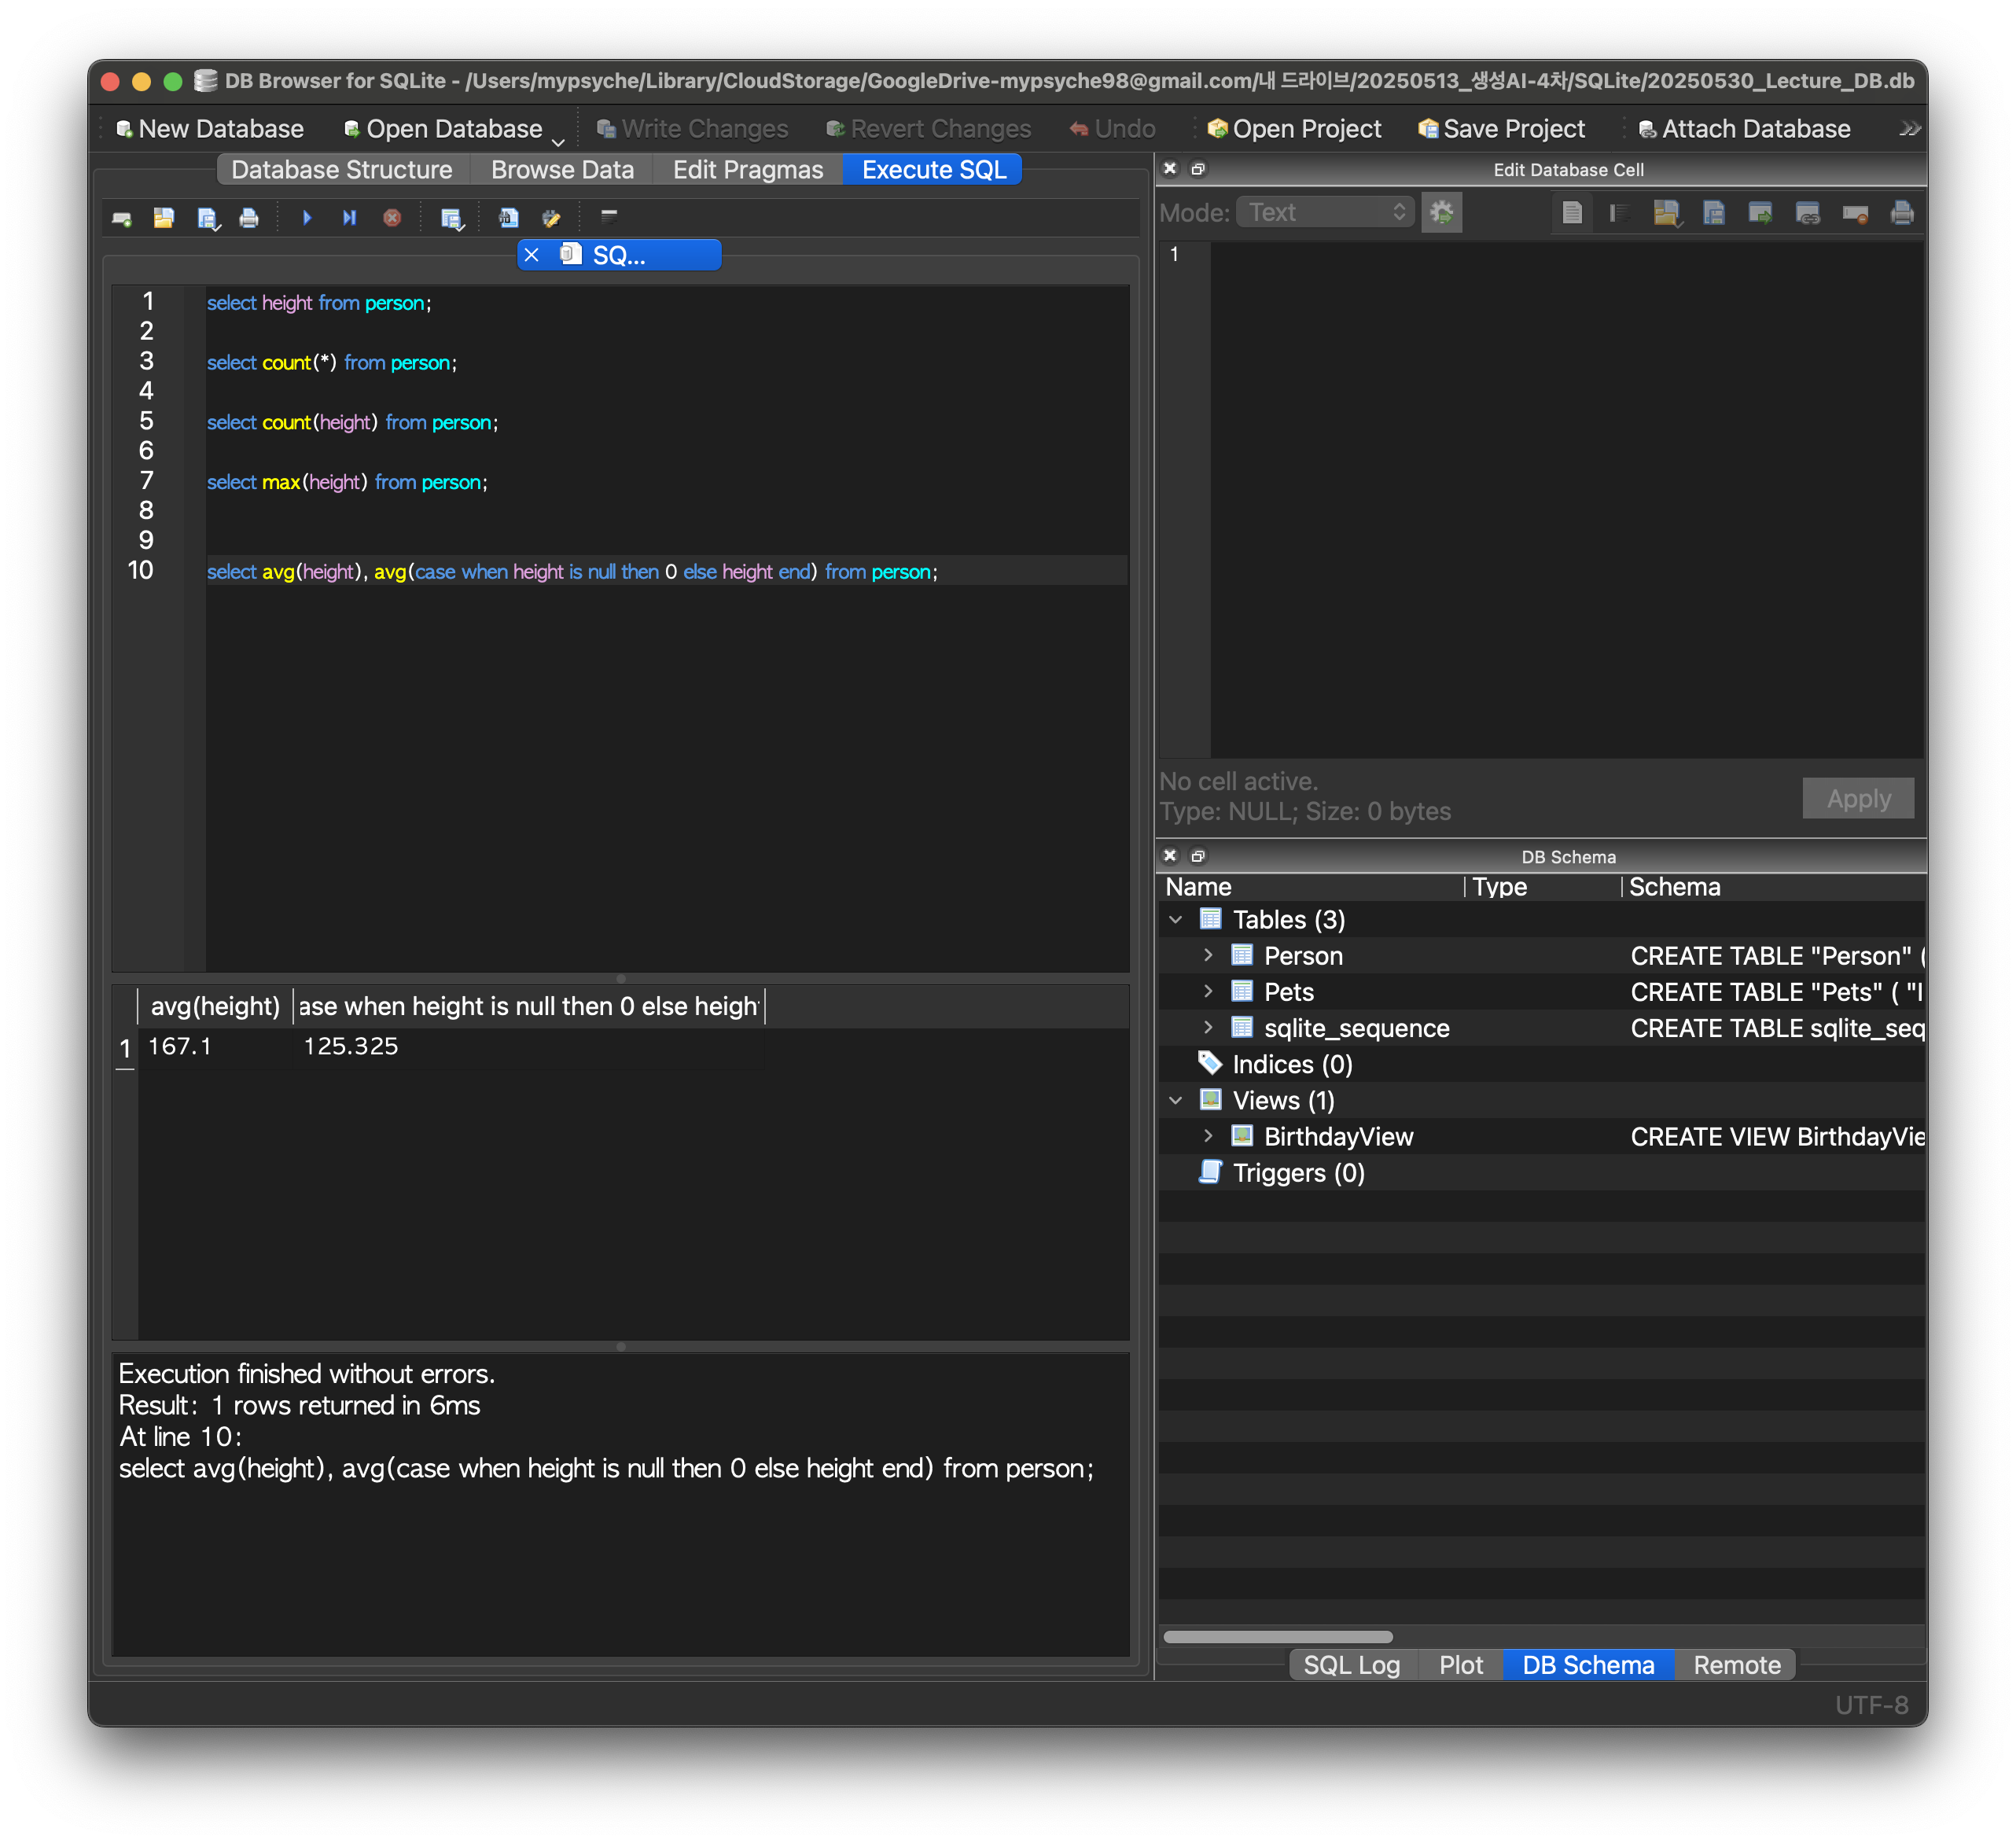 DB Browser for SQLite - /Users/mypsyche/Library/CloudStorage/GoogleDrive-mypsyche98@gmail.com/내 드라이브/20250513_생성AI-4차/SQLite/20250530_Lecture_DB.db
New Database Open Database Write Changes Revert Changes Undo Open Project Save Project Attach Database
Database Structure Browse Data Edit Pragmas Execute SQL
SQ...
1 select height from person;
2
3 select count(*) from person;
4
5 select count(height) from person;
6
7 select max(height) from person;
8
9
10 select avg(height), avg(case when height is null then 0 else height end) from person;
avg(height) ase when height is null then 0 else heigh
1 167.1 125.325
Execution finished without errors.
Result: 1 rows returned in 6ms
At line 10:
select avg(height), avg(case when height is null then 0 else height end) from person;
Edit Database Cell
Mode: Text
1
No cell active.
Type: NULL; Size: 0 bytes
Apply
DB Schema
Name Type Schema
Tables (3)
Person CREATE TABLE "Person" (
Pets CREATE TABLE "Pets" ( "I
sqlite_sequence CREATE TABLE sqlite_seq
Indices (0)
Views (1)
BirthdayView CREATE VIEW BirthdayVie
Triggers (0)
SQL Log Plot DB Schema Remote
UTF-8